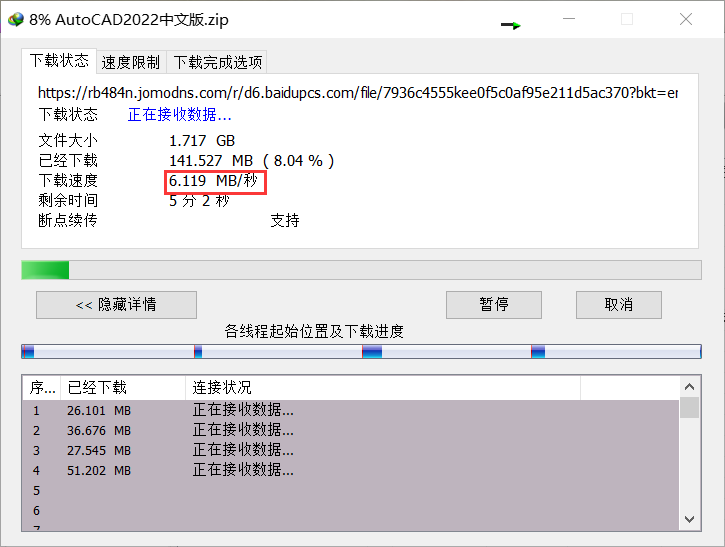 8% AutoCAD2022中文版.zip
下载状态 速度限制 下载完成选项
https://rb484n.jomodns.com/r/d6.baidupcs.com/file/7936c4555kee0f5c0af95e211d5ac370?bkt=en
下载状态 正在接收数据...
文件大小 1.717 GB
已经下载 141.527 MB ( 8.04 % )
下载速度 6.119 MB/秒
剩余时间 5 分 2 秒
断点续传 支持
<< 隐藏详情 暂停 取消
各线程起始位置及下载进度
序... 已经下载 连接状况
1 26.101 MB 正在接收数据...
2 36.676 MB 正在接收数据...
3 27.545 MB 正在接收数据...
4 51.202 MB 正在接收数据...
5
6
7